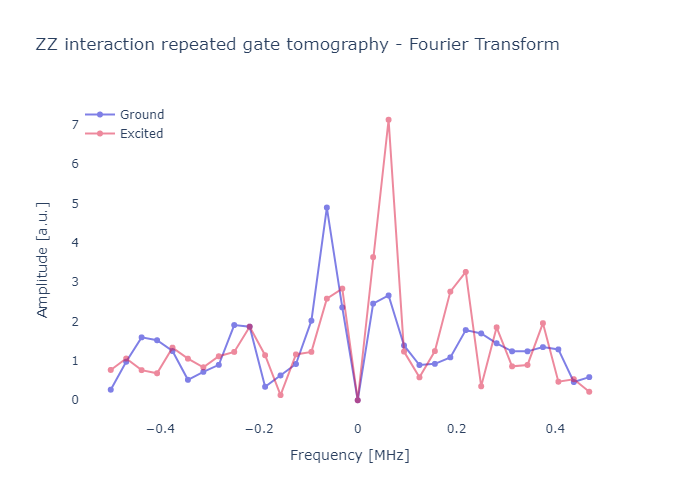 ZZ interaction repeated gate tomography - Fourier Transform
Ground
Excited
7
6
5
4
3
2
1
0
Amplitude [a.u.]
−0.4
−0.2
0
0.2
0.4
Frequency [MHz]